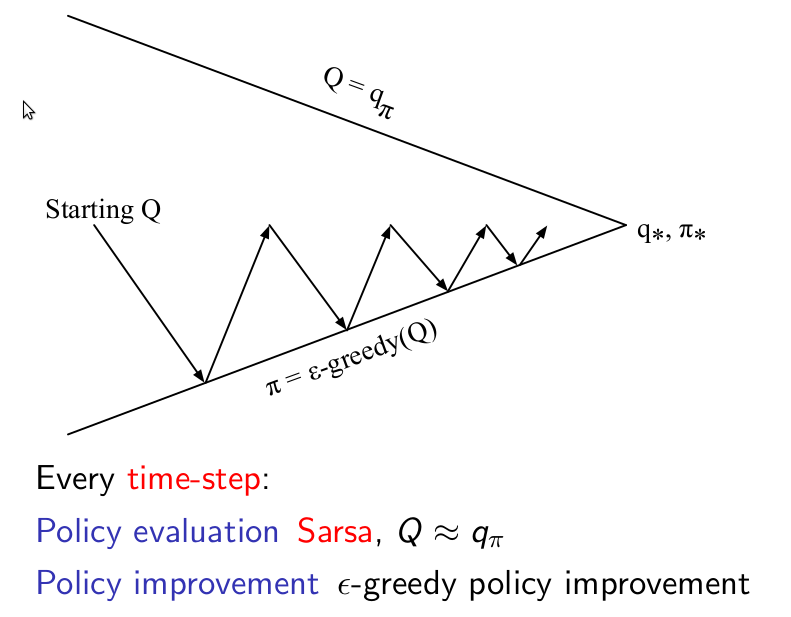 Q = qπ
Starting Q
q*, π*
π = ε-greedy(Q)
Every time-step:
Policy evaluation Sarsa, Q ≈ qπ
Policy improvement ϵ-greedy policy improvement